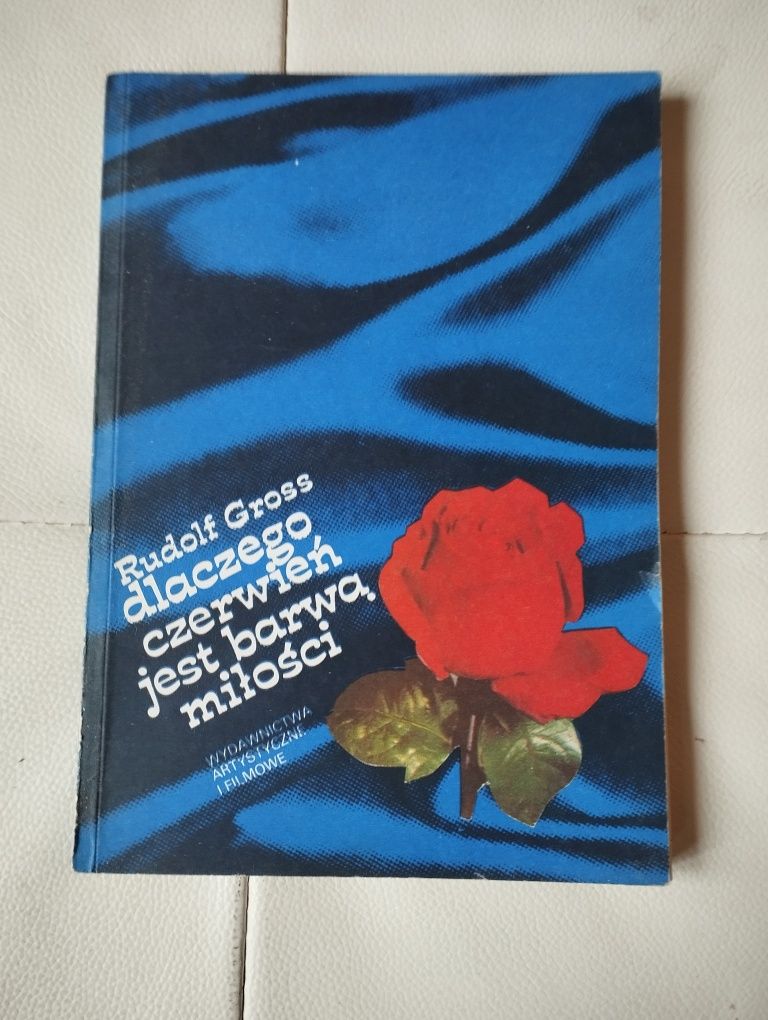 Rudolf Gross
dlaczego
czerwień
jest barwą
miłości
WYDAWNICTWA
ARTYSTYCZNE
I FILMOWE